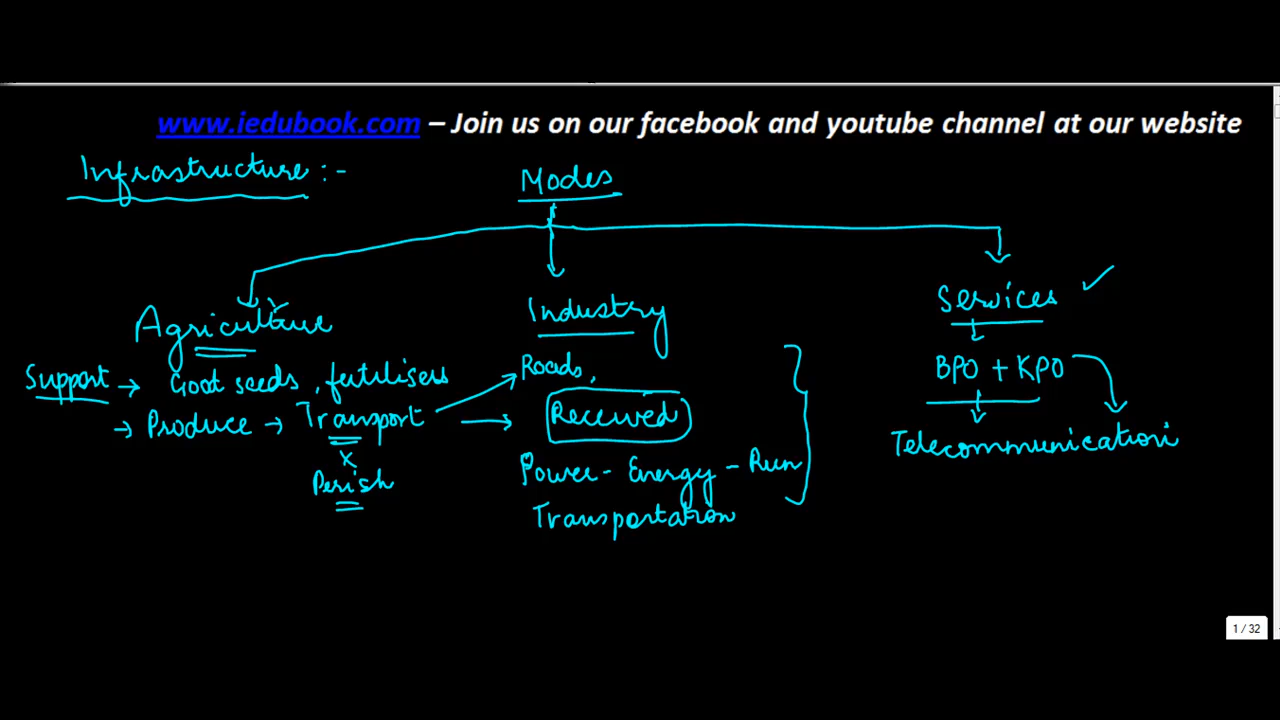 www.iedubook.com – Join us on our facebook and youtube channel at our website
Infrastructure :-
Modes
Agriculture
Industry
Services ✓
Support → Good seeds, fertilisers
→ Produce → Transport
x
Perish
Roads,
Received
Power - Energy - Run
Transportation
BPO + KPO
Telecommunication
1 / 32